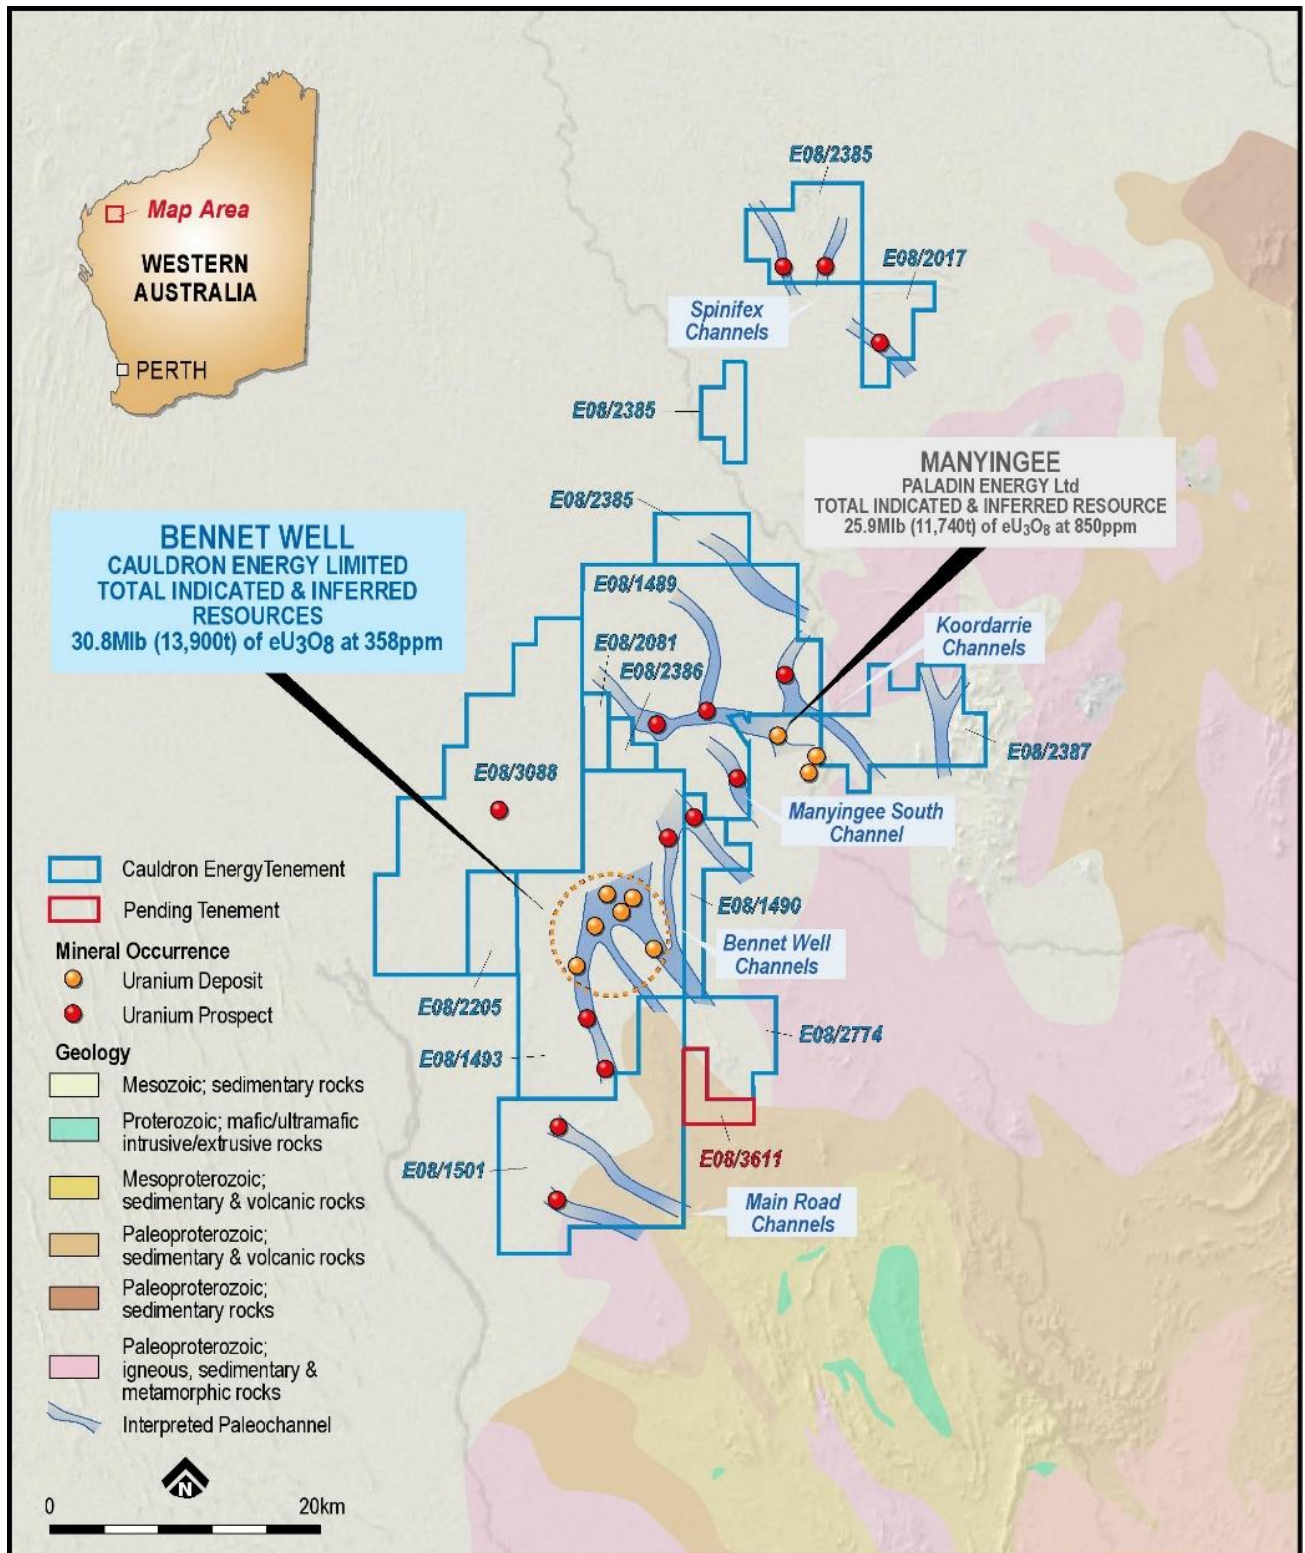 Map Area
WESTERN
AUSTRALIA
PERTH
E08/2385
E08/2017
Spinifex
Channels
E08/2385
MANYINGEE
PALADIN ENERGY Ltd
TOTAL INDICATED & INFERRED RESOURCE
25.9Mlb (11,740t) of eU3O8 at 850ppm
E08/2385
BENNET WELL
CAULDRON ENERGY LIMITED
TOTAL INDICATED & INFERRED
RESOURCES
30.8Mlb (13,900t) of eU3O8 at 358ppm
E08/1489
Koordarrie
Channels
E08/2081
E08/2386
E08/2387
E08/3088
Manyingee South
Channel
E08/1490
Bennet Well
Channels
E08/2205
E08/2774
E08/1493
E08/3611
E08/1501
Main Road
Channels
Cauldron EnergyTenement
Pending Tenement
Mineral Occurrence
Uranium Deposit
Uranium Prospect
Geology
Mesozoic; sedimentary rocks
Proterozoic; mafic/ultramafic
intrusive/extrusive rocks
Mesoproterozoic;
sedimentary & volcanic rocks
Paleoproterozoic;
sedimentary & volcanic rocks
Paleoproterozoic;
sedimentary rocks
Paleoproterozoic;
igneous, sedimentary &
metamorphic rocks
Interpreted Paleochannel
N
0 20km